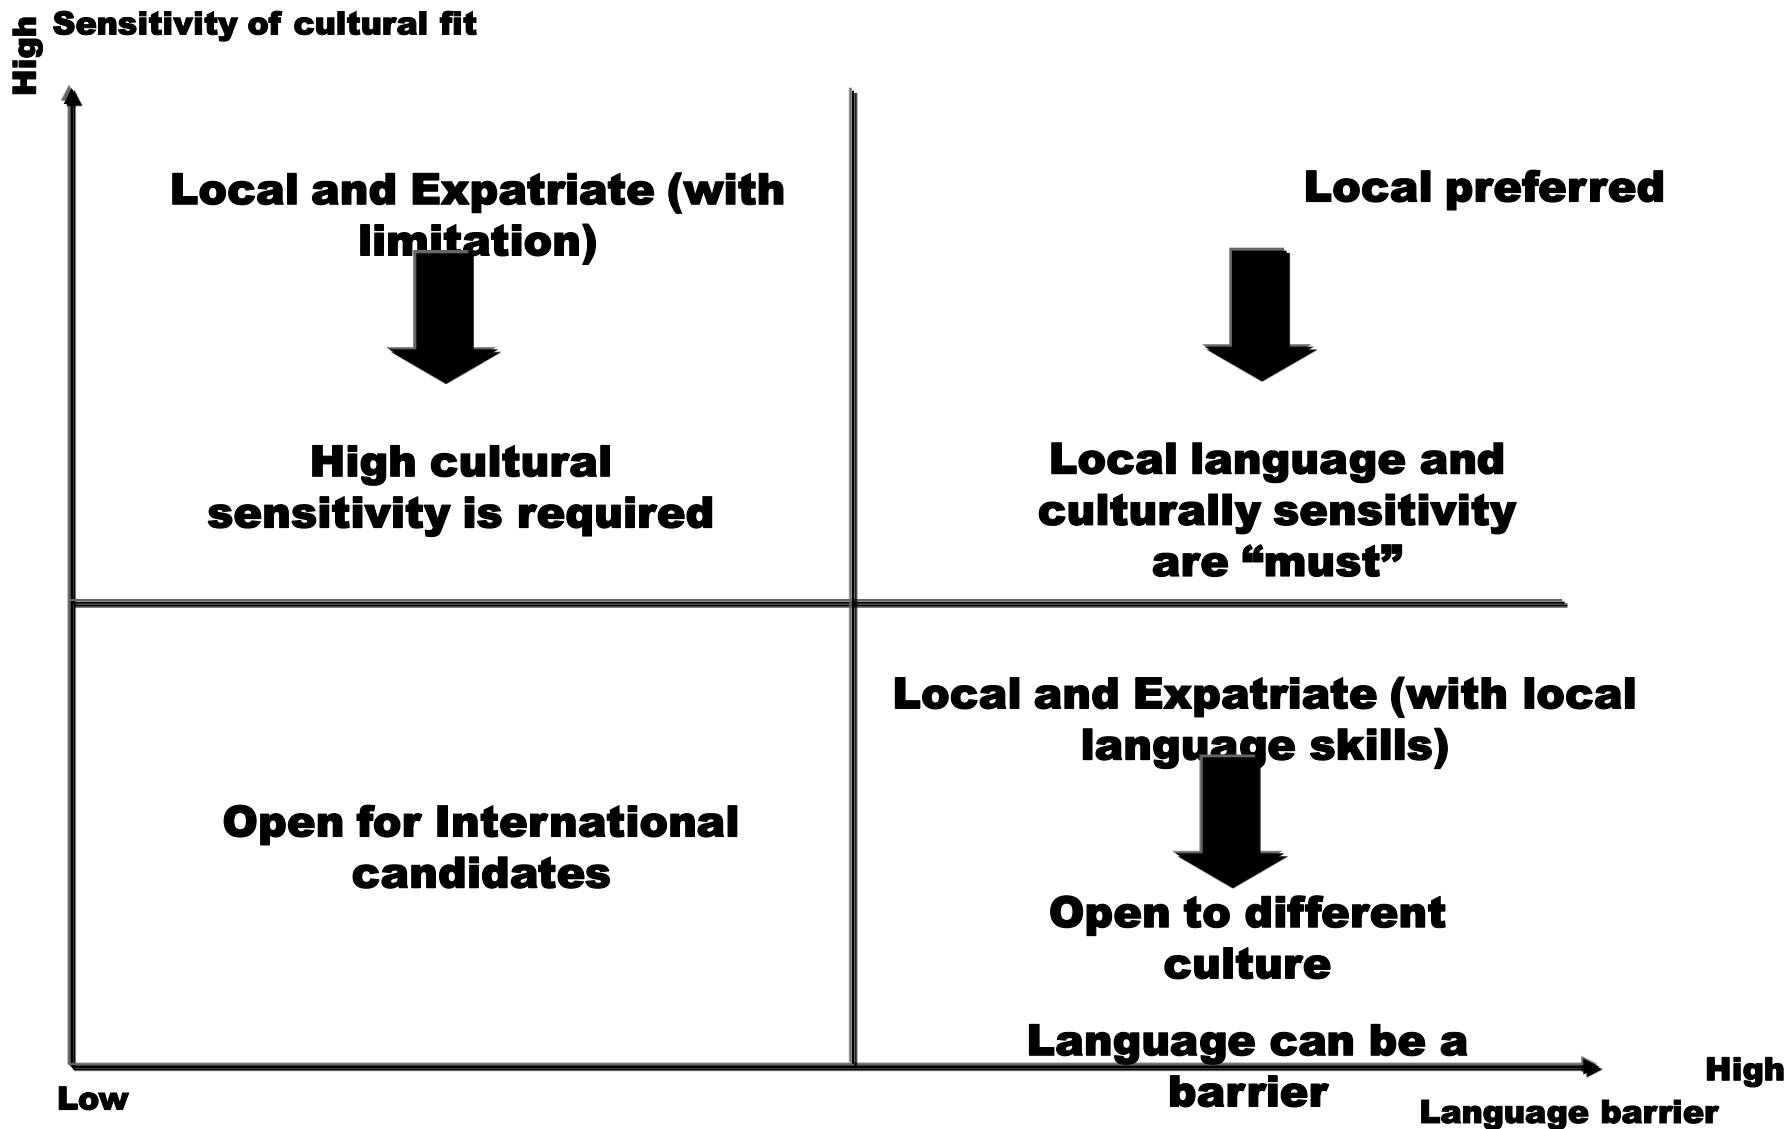 High
Sensitivity of cultural fit
Local and Expatriate (with
limitation)
High cultural
sensitivity is required
Local preferred
Local language and
culturally sensitivity
are “must”
Open for International
candidates
Local and Expatriate (with local
language skills)
Open to different
culture
Language can be a
barrier
Low
High
Language barrier